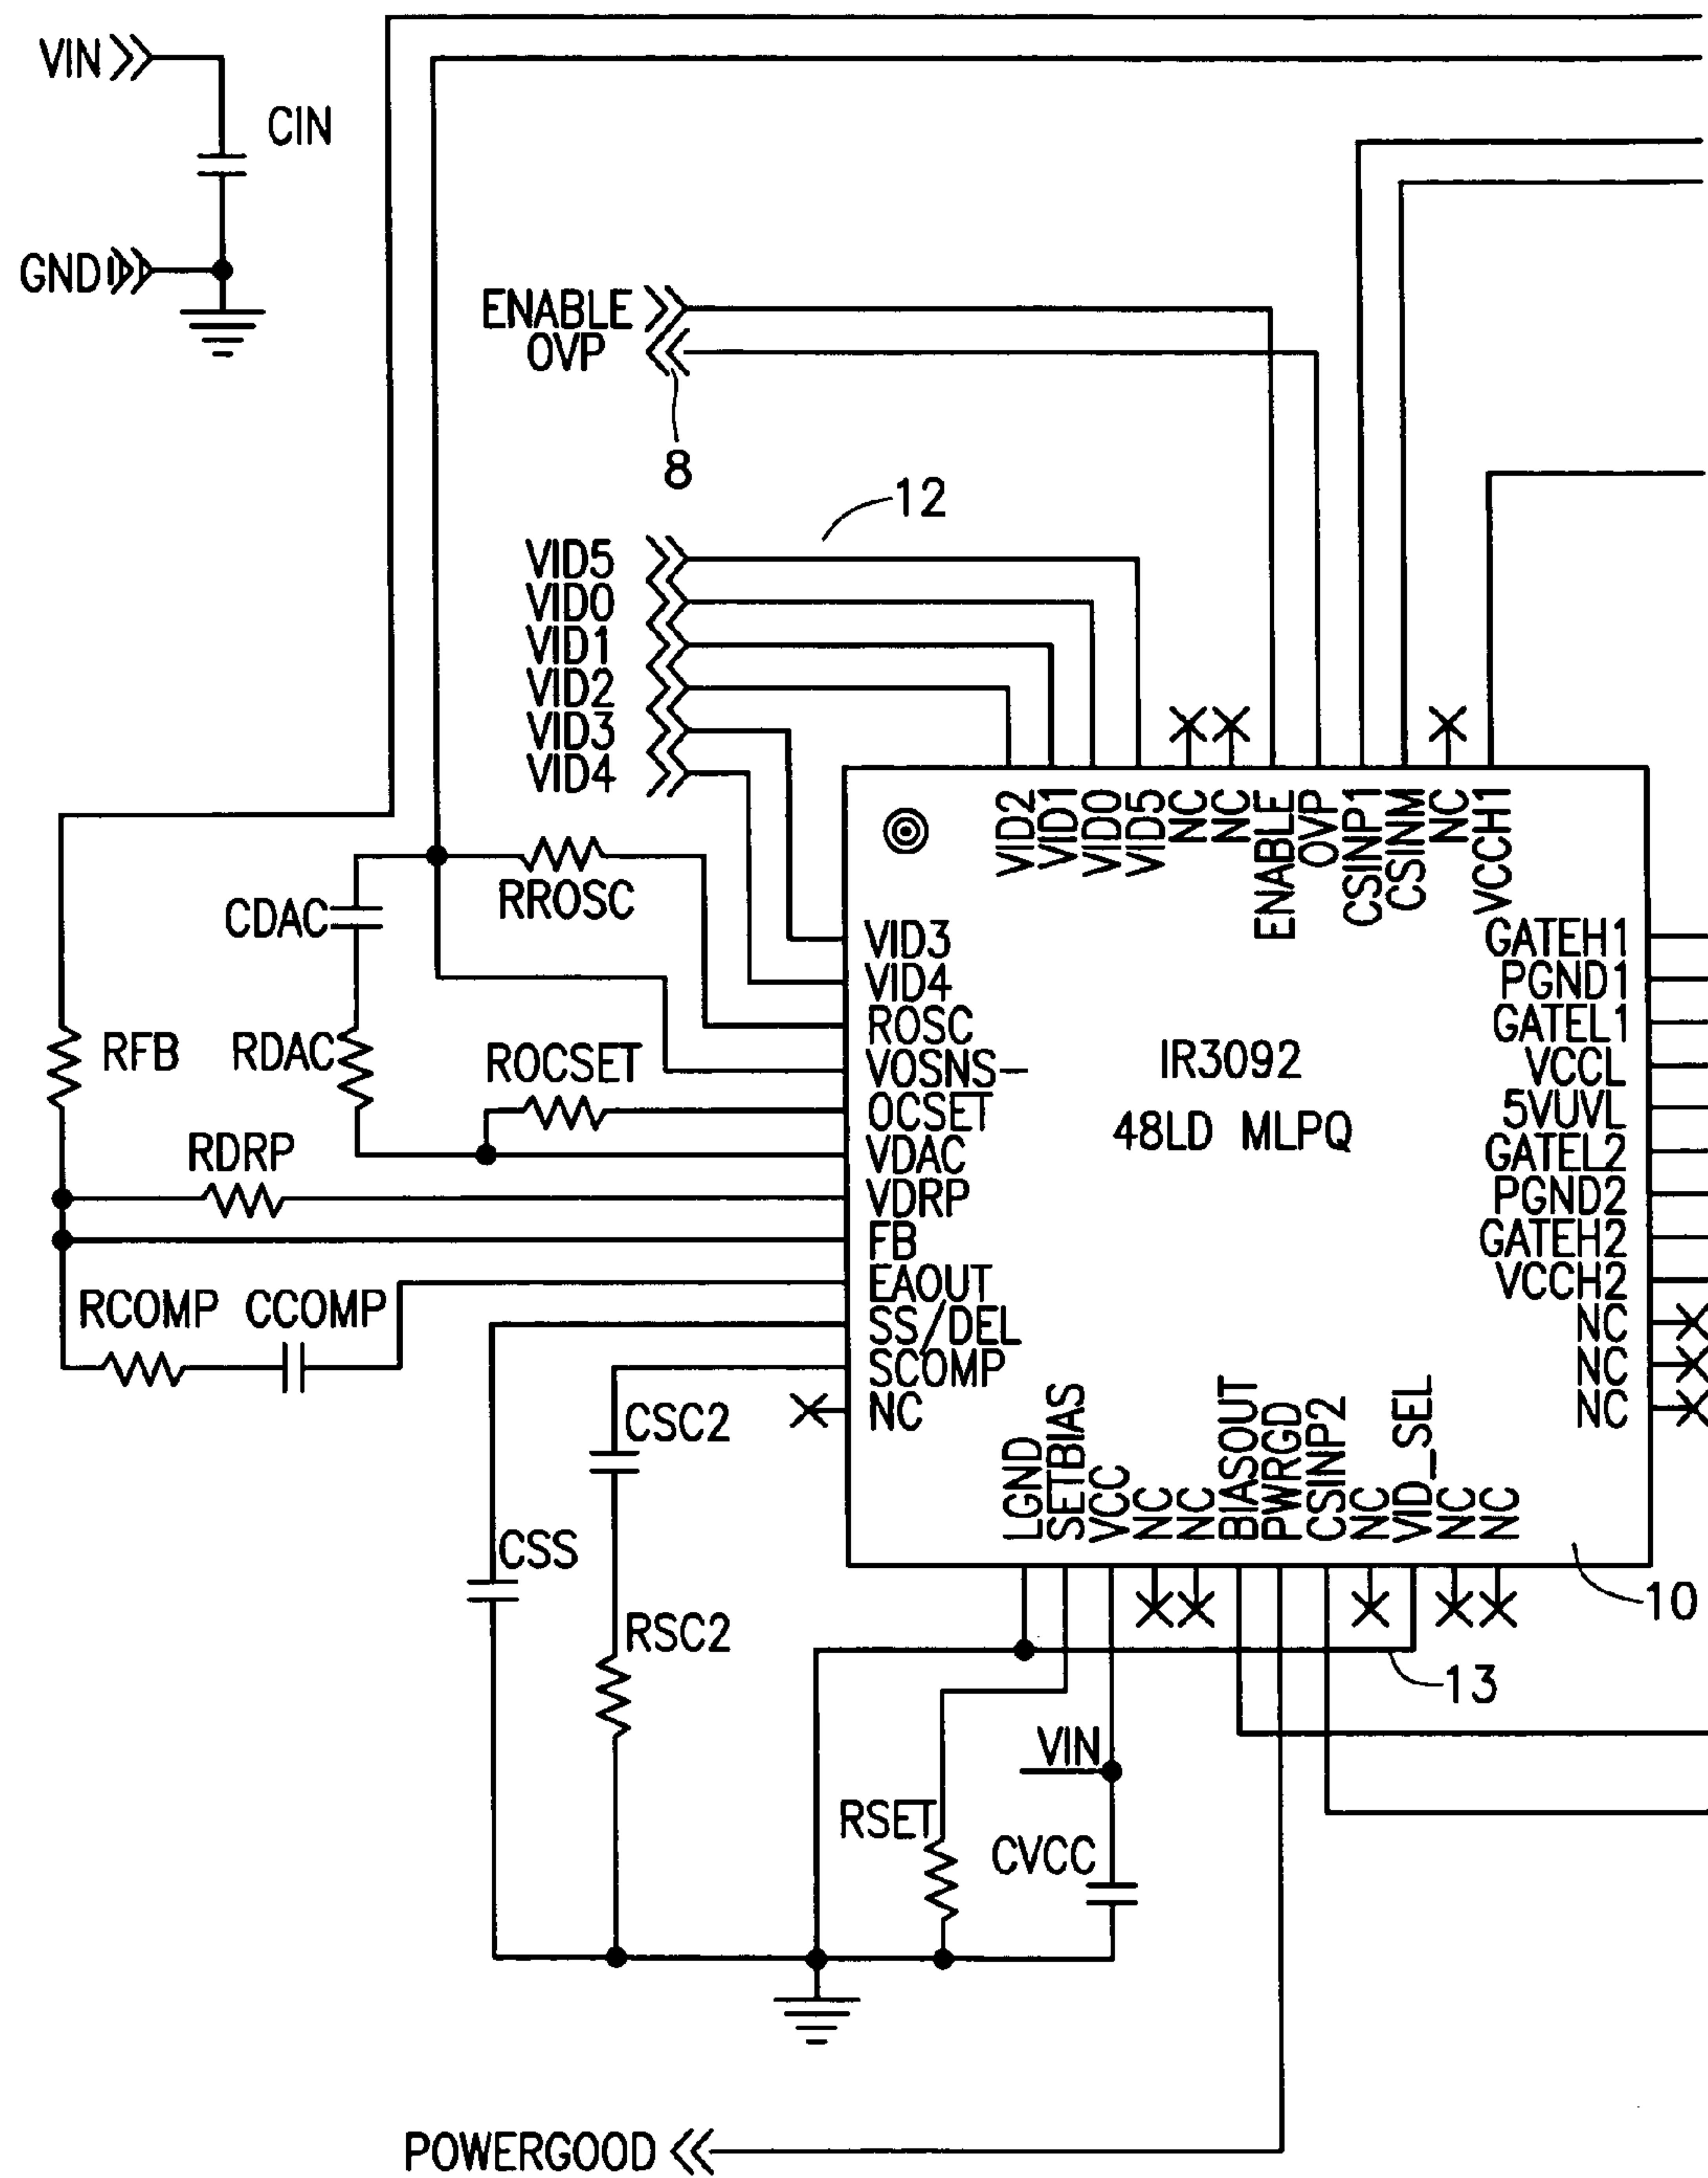 VIN
CIN
GND
ENABLE
OVP
8
12
VID5
VID0
VID1
VID2
VID3
VID4
VID2
VID1
VID0
VID5
NC
NC
ENABLE
OVP
CSINP1
CSINM
NC
VCCH1
RROSC
CDAC
RFB
RDAC
ROCSET
RDRP
RCOMP CCOMP
VID3
VID4
ROSC
VOSNS-
OCSET
VDAC
VDRP
FB
EAOUT
SS/DEL
SCOMP
NC
IR3092
48LD MLPQ
GATEH1
PGND1
GATEL1
VCCL
5VUVL
GATEL2
PGND2
GATEH2
VCCH2
NC
NC
NC
LGND
SETBIAS
VCC
NC
NC
BIASOUT
PWRGD
CSINP2
NC
VID_SEL
NC
NC
CSC2
CSS
RSC2
10
13
VIN
RSET
CVCC
POWERGOOD